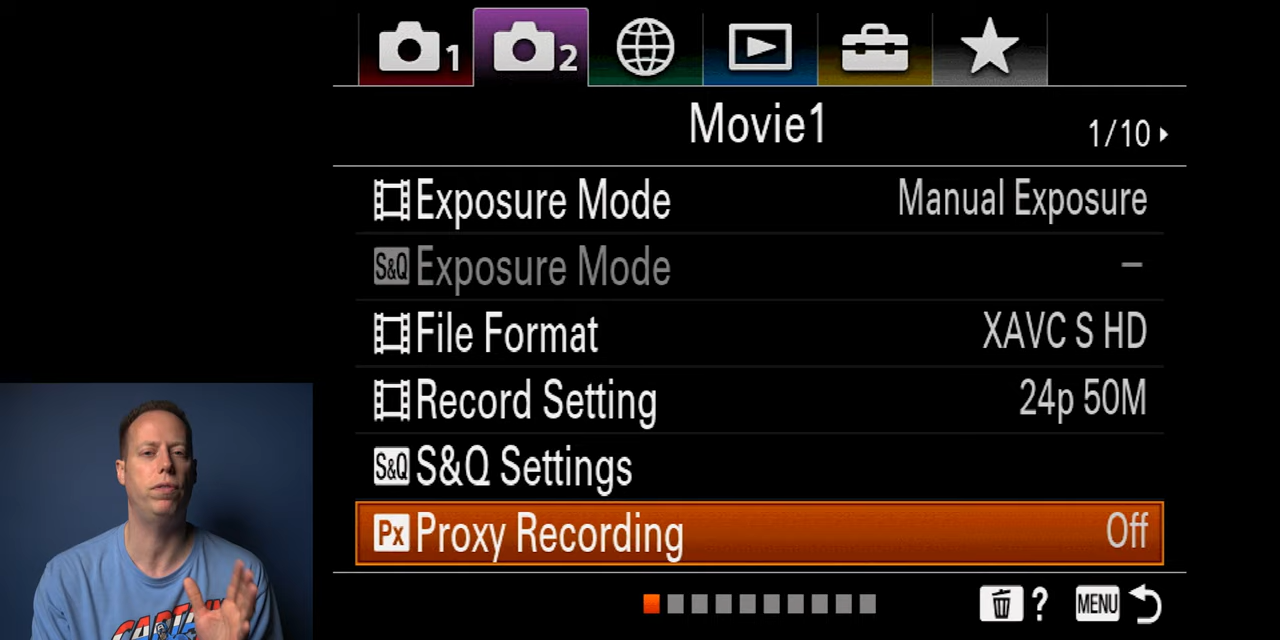 1 2
Movie1
1/10
Exposure Mode Manual Exposure
S&Q Exposure Mode –
File Format XAVC S HD
Record Setting 24p 50M
S&Q S&Q Settings
Px Proxy Recording Off
? MENU
CAPTAIN